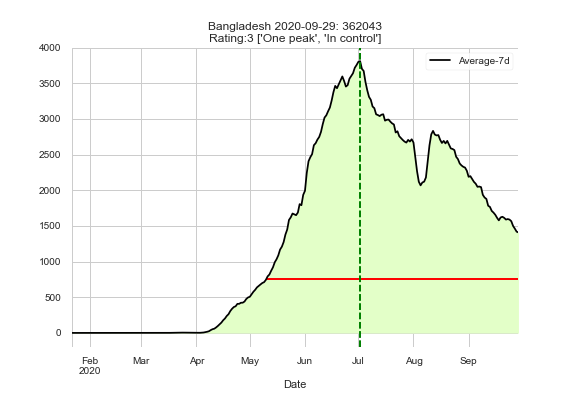 Bangladesh 2020-09-29: 362043
Rating:3 ['One peak', 'In control']
Average-7d
4000
3500
3000
2500
2000
1500
1000
500
0
Feb Mar Apr May Jun Jul Aug Sep
2020
Date